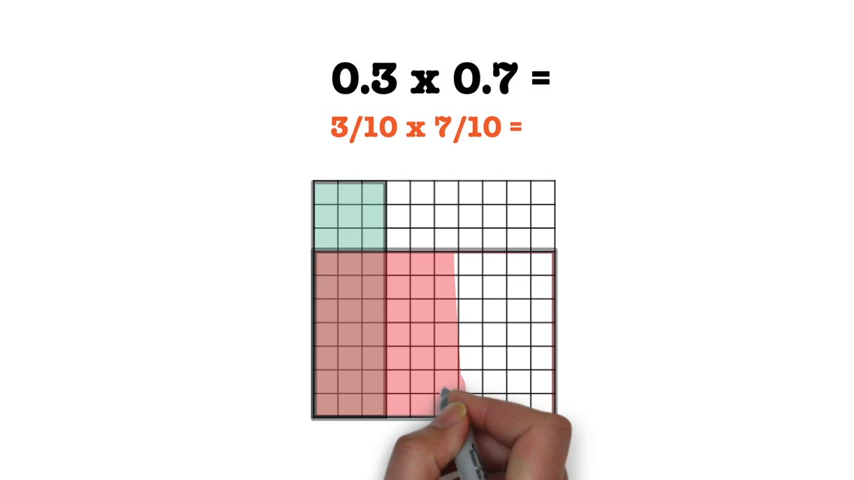 0.3 x 0.7 =
3/10 x 7/10 =